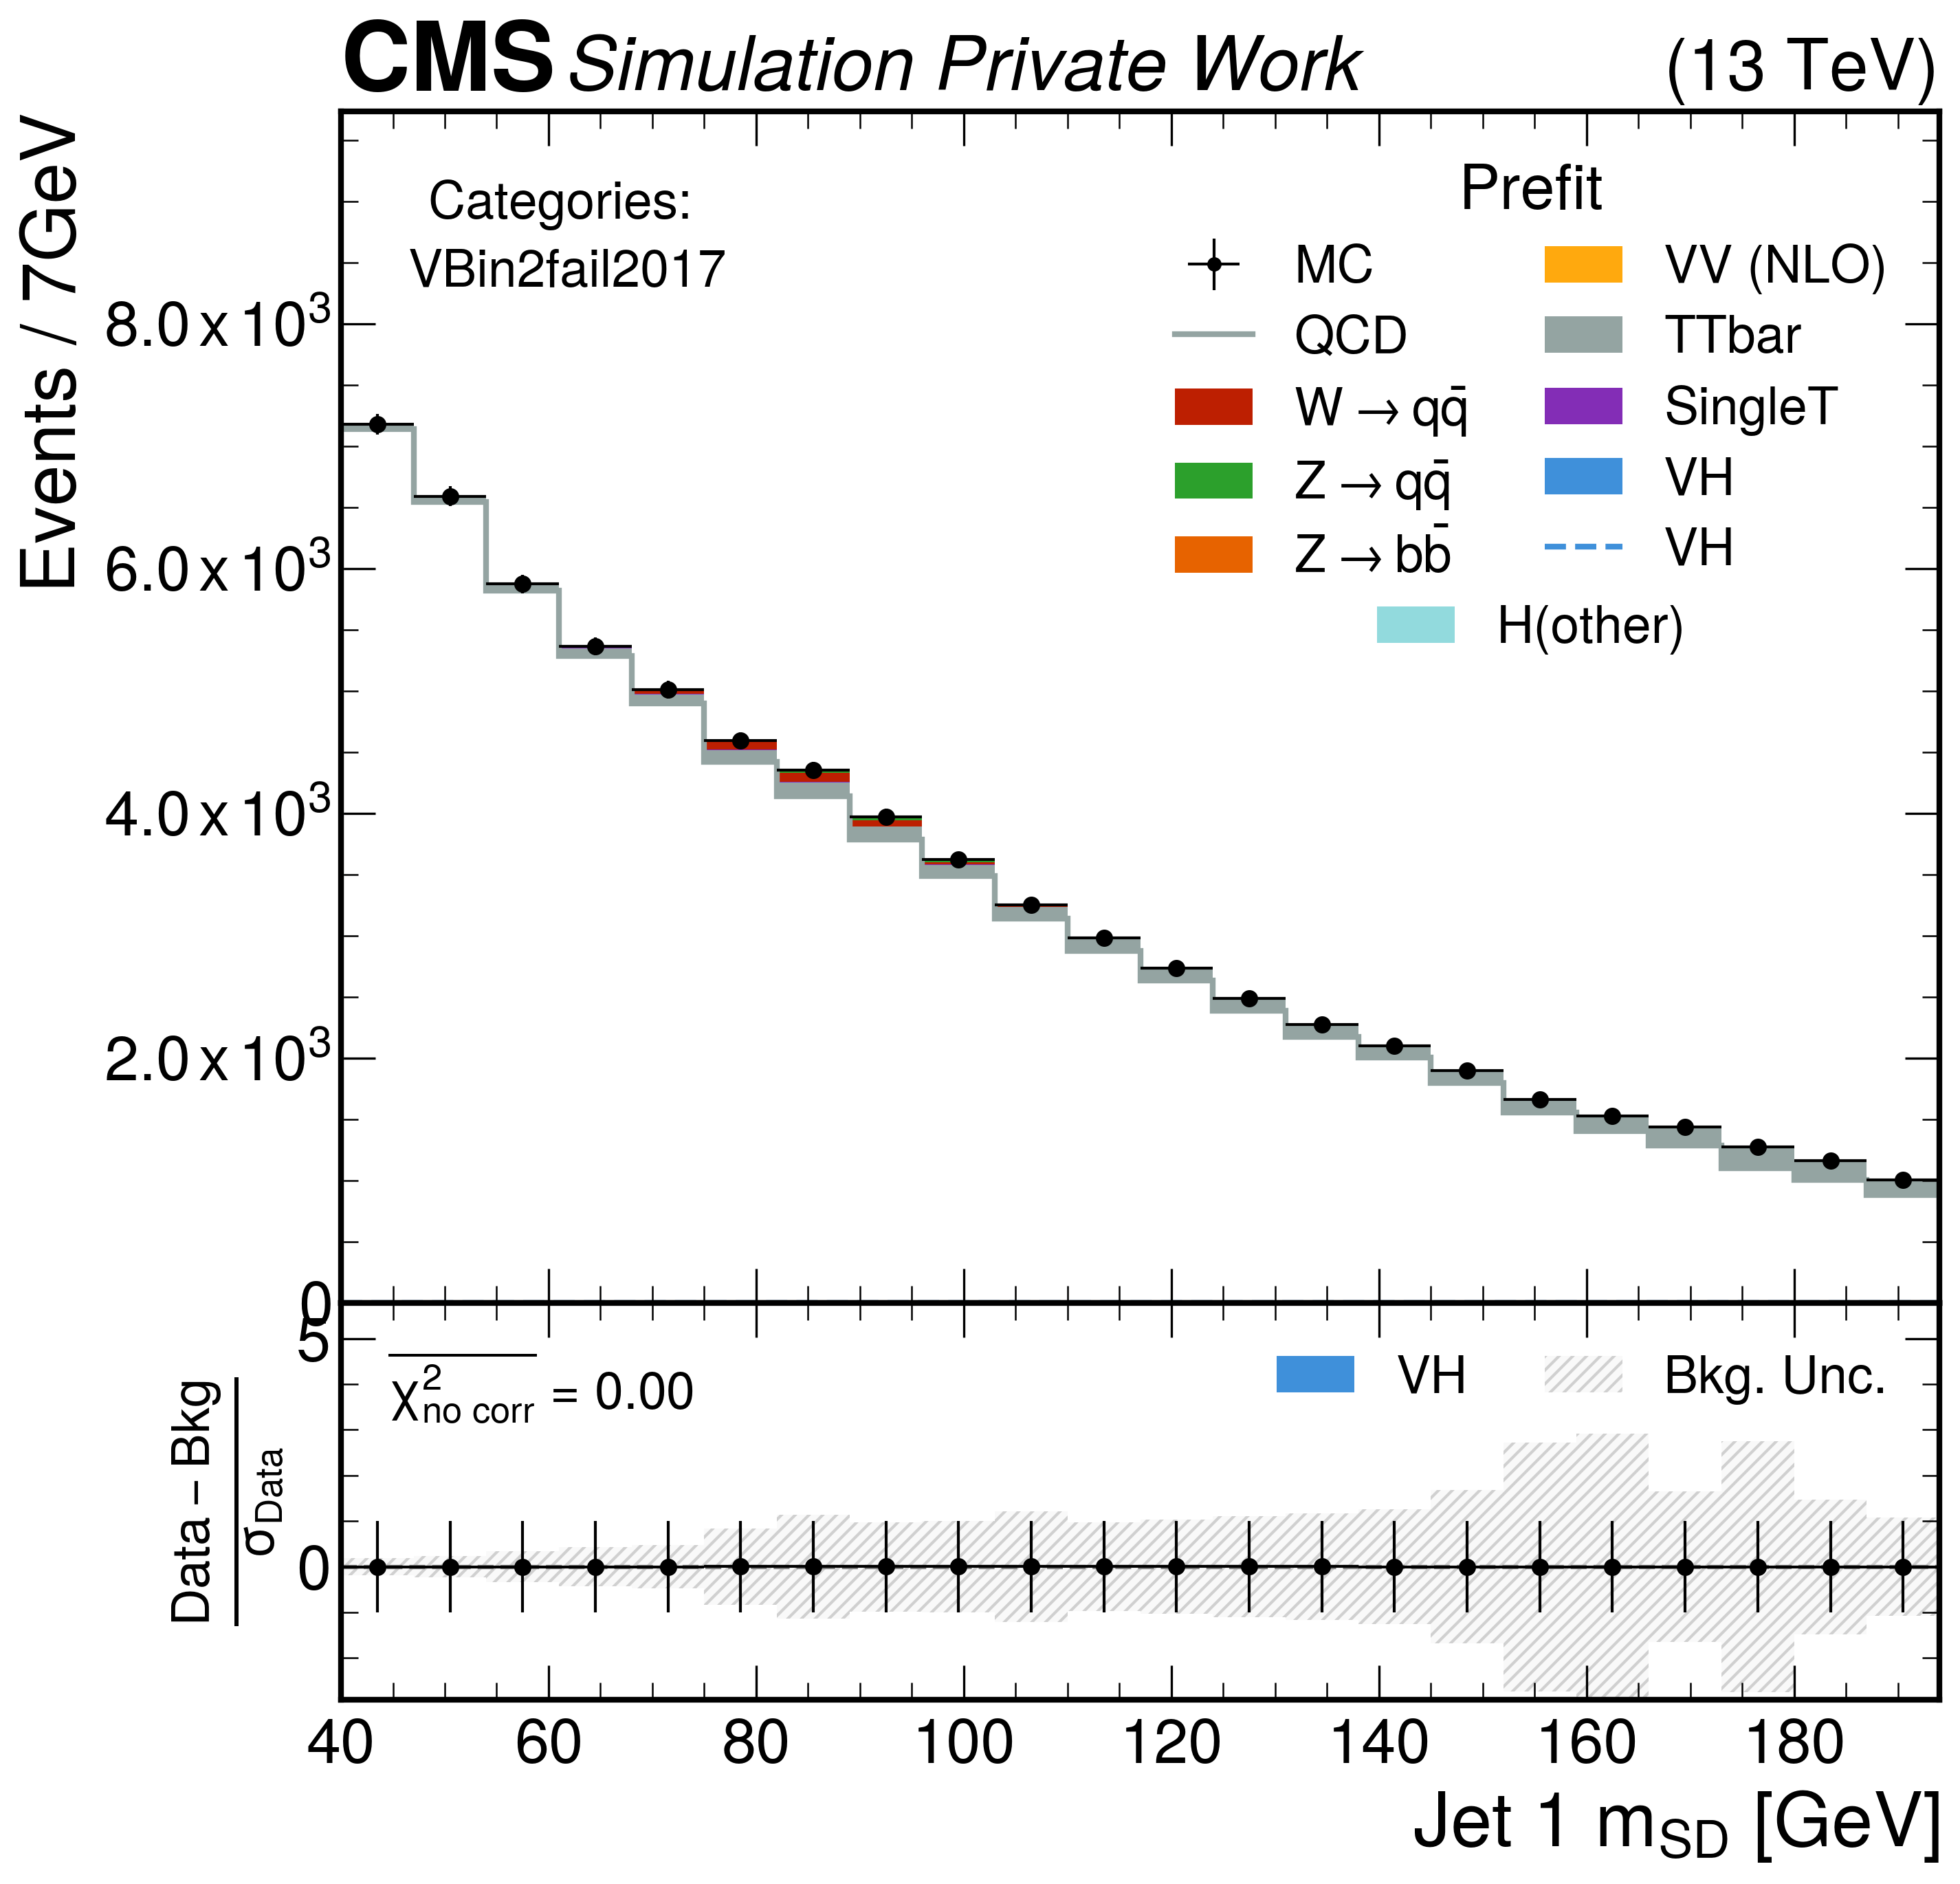 CMS Simulation Private Work (13 TeV)
Events / 7GeV
Categories:
VBin2fail2017
Prefit
MC
QCD
W → qq̄
Z → qq̄
Z → bb̄
VV (NLO)
TTbar
SingleT
VH
VH
H(other)
8.0 x 10³
6.0 x 10³
4.0 x 10³
2.0 x 10³
0
5
0
Data − Bkg
σ_Data
χ²_no corr = 0.00
VH
Bkg. Unc.
40 60 80 100 120 140 160 180
Jet 1 m_SD [GeV]